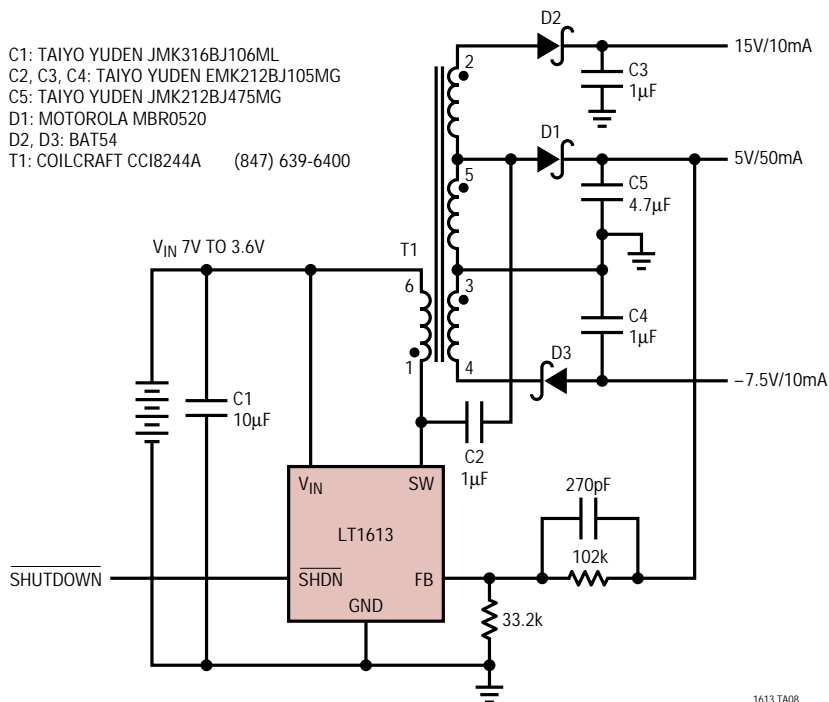 C1: TAIYO YUDEN JMK316BJ106ML
C2, C3, C4: TAIYO YUDEN EMK212BJ105MG
C5: TAIYO YUDEN JMK212BJ475MG
D1: MOTOROLA MBR0520
D2, D3: BAT54
T1: COILCRAFT CCI8244A (847) 639-6400
D2
15V/10mA
2
C3
1µF
D1
5V/50mA
5
C5
4.7µF
VIN 7V TO 3.6V
T1
6
3
C4
1µF
1
4
D3
–7.5V/10mA
C1
10µF
C2
1µF
VIN
SW
270pF
LT1613
102k
SHUTDOWN
SHDN
FB
GND
33.2k
1613 TA08